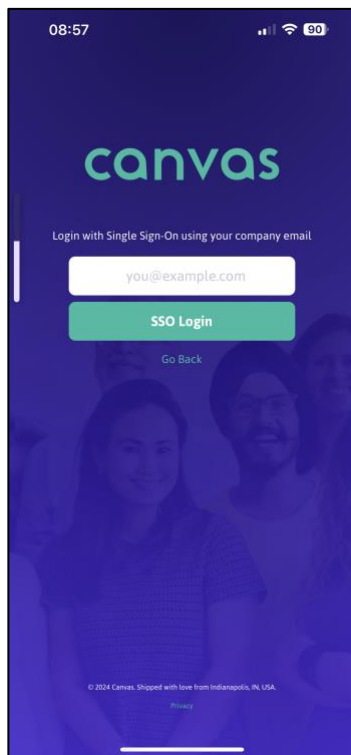 08:57
90
canvas
Login with Single Sign-On using your company email
you@example.com
SSO Login
Go Back
© 2024 Canvas. Shipped with love from Indianapolis, IN, USA.
Privacy